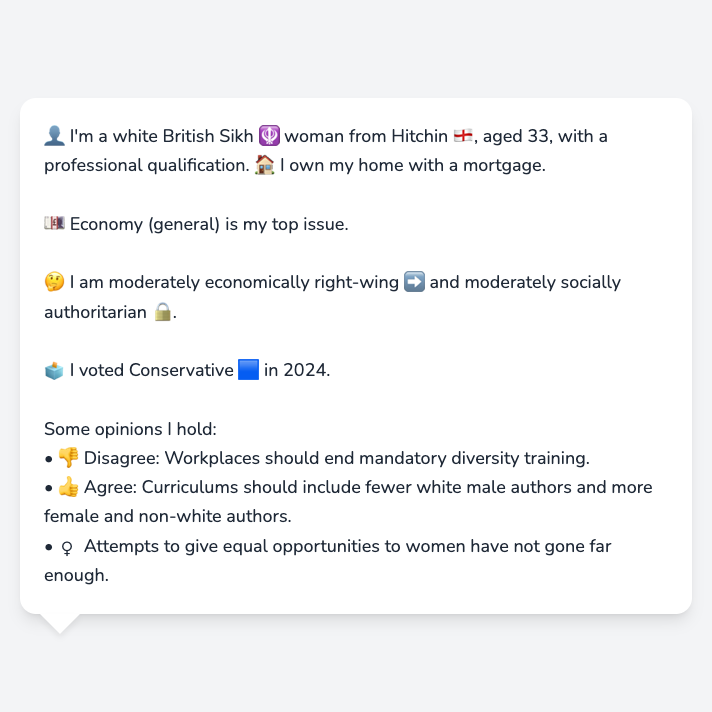 👤 I'm a white British Sikh 🪯 woman from Hitchin 🏴󠁧󠁢󠁥󠁮󠁧󠁿, aged 33, with a
professional qualification. 🏠 I own my home with a mortgage.
💷 Economy (general) is my top issue.
🤔 I am moderately economically right-wing ➡️ and moderately socially
authoritarian 🔒.
🗳️ I voted Conservative 🟦 in 2024.
Some opinions I hold:
• 👎 Disagree: Workplaces should end mandatory diversity training.
• 👍 Agree: Curriculums should include fewer white male authors and more
female and non-white authors.
• ♀ Attempts to give equal opportunities to women have not gone far
enough.